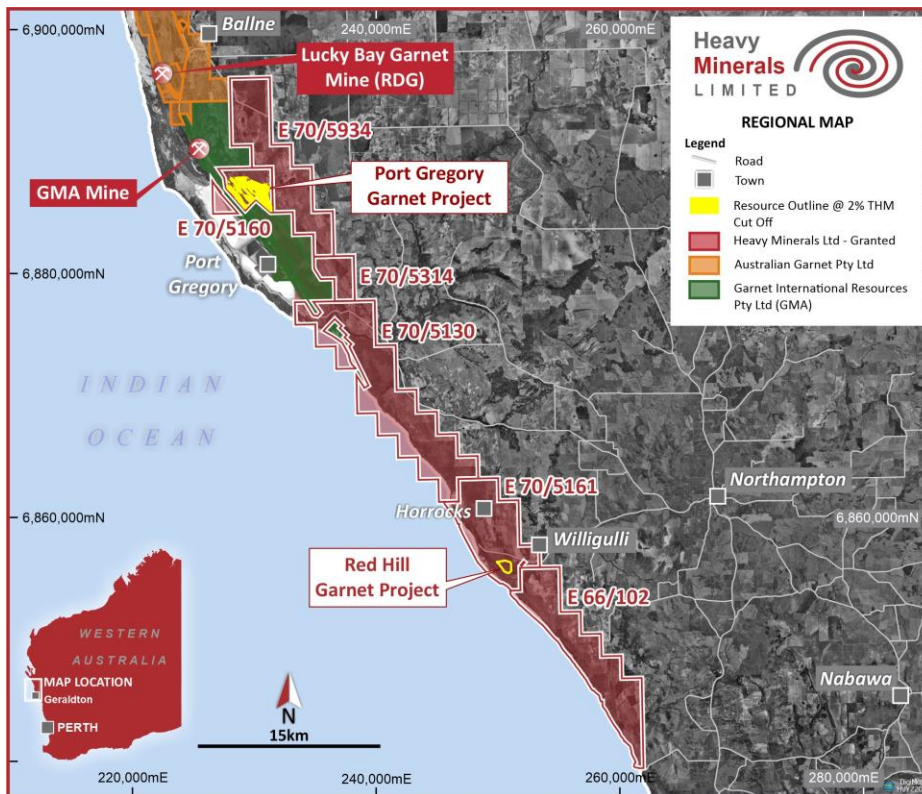 6,900,000mN
Ballne
240,000mE
260,000mE
Heavy
Minerals
LIMITED
Lucky Bay Garnet
Mine (RDG)
E 70/5934
REGIONAL MAP
Legend
Road
Town
Resource Outline @ 2% THM
Cut Off
Heavy Minerals Ltd - Granted
Australian Garnet Pty Ltd
Garnet International Resources
Pty Ltd (GMA)
GMA Mine
Port Gregory
Garnet Project
E 70/5160
Port
Gregory
6,880,000mN
E 70/5314
E 70/5130
INDIAN
OCEAN
E 70/5161
Northampton
Horrocks
6,860,000mN
6,860,000mN
Williguli
Red Hill
Garnet Project
E 66/102
WESTERN
AUSTRALIA
MAP LOCATION
Geraldton
PERTH
N
15km
Nabawa
220,000mE
240,000mE
260,000mE
280,000mE